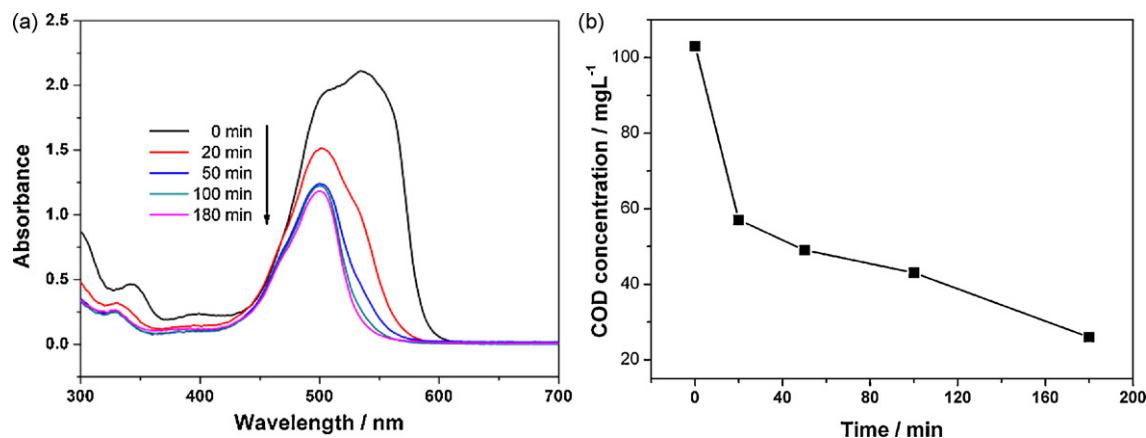 (a)
2.5
2.0
1.5
1.0
0.5
0.0
Absorbance
0 min
20 min
50 min
100 min
180 min
300 400 500 600 700
Wavelength / nm
(b)
100
80
60
40
20
COD concentration / mgL⁻¹
0 40 80 120 160 200
Time / min